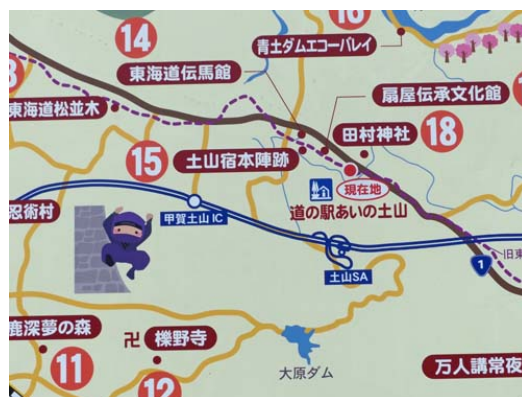 14
青土ダムエコーバレイ
東海道伝馬館
扇屋伝承文化館
東海道松並木
田村神社
18
15
土山宿本陣跡
現在地
道の駅あいの土山
忍術村
甲賀土山IC
土山SA
旧東
1
鹿深夢の森
11
卍 櫟野寺
12
大原ダム
万人講常夜